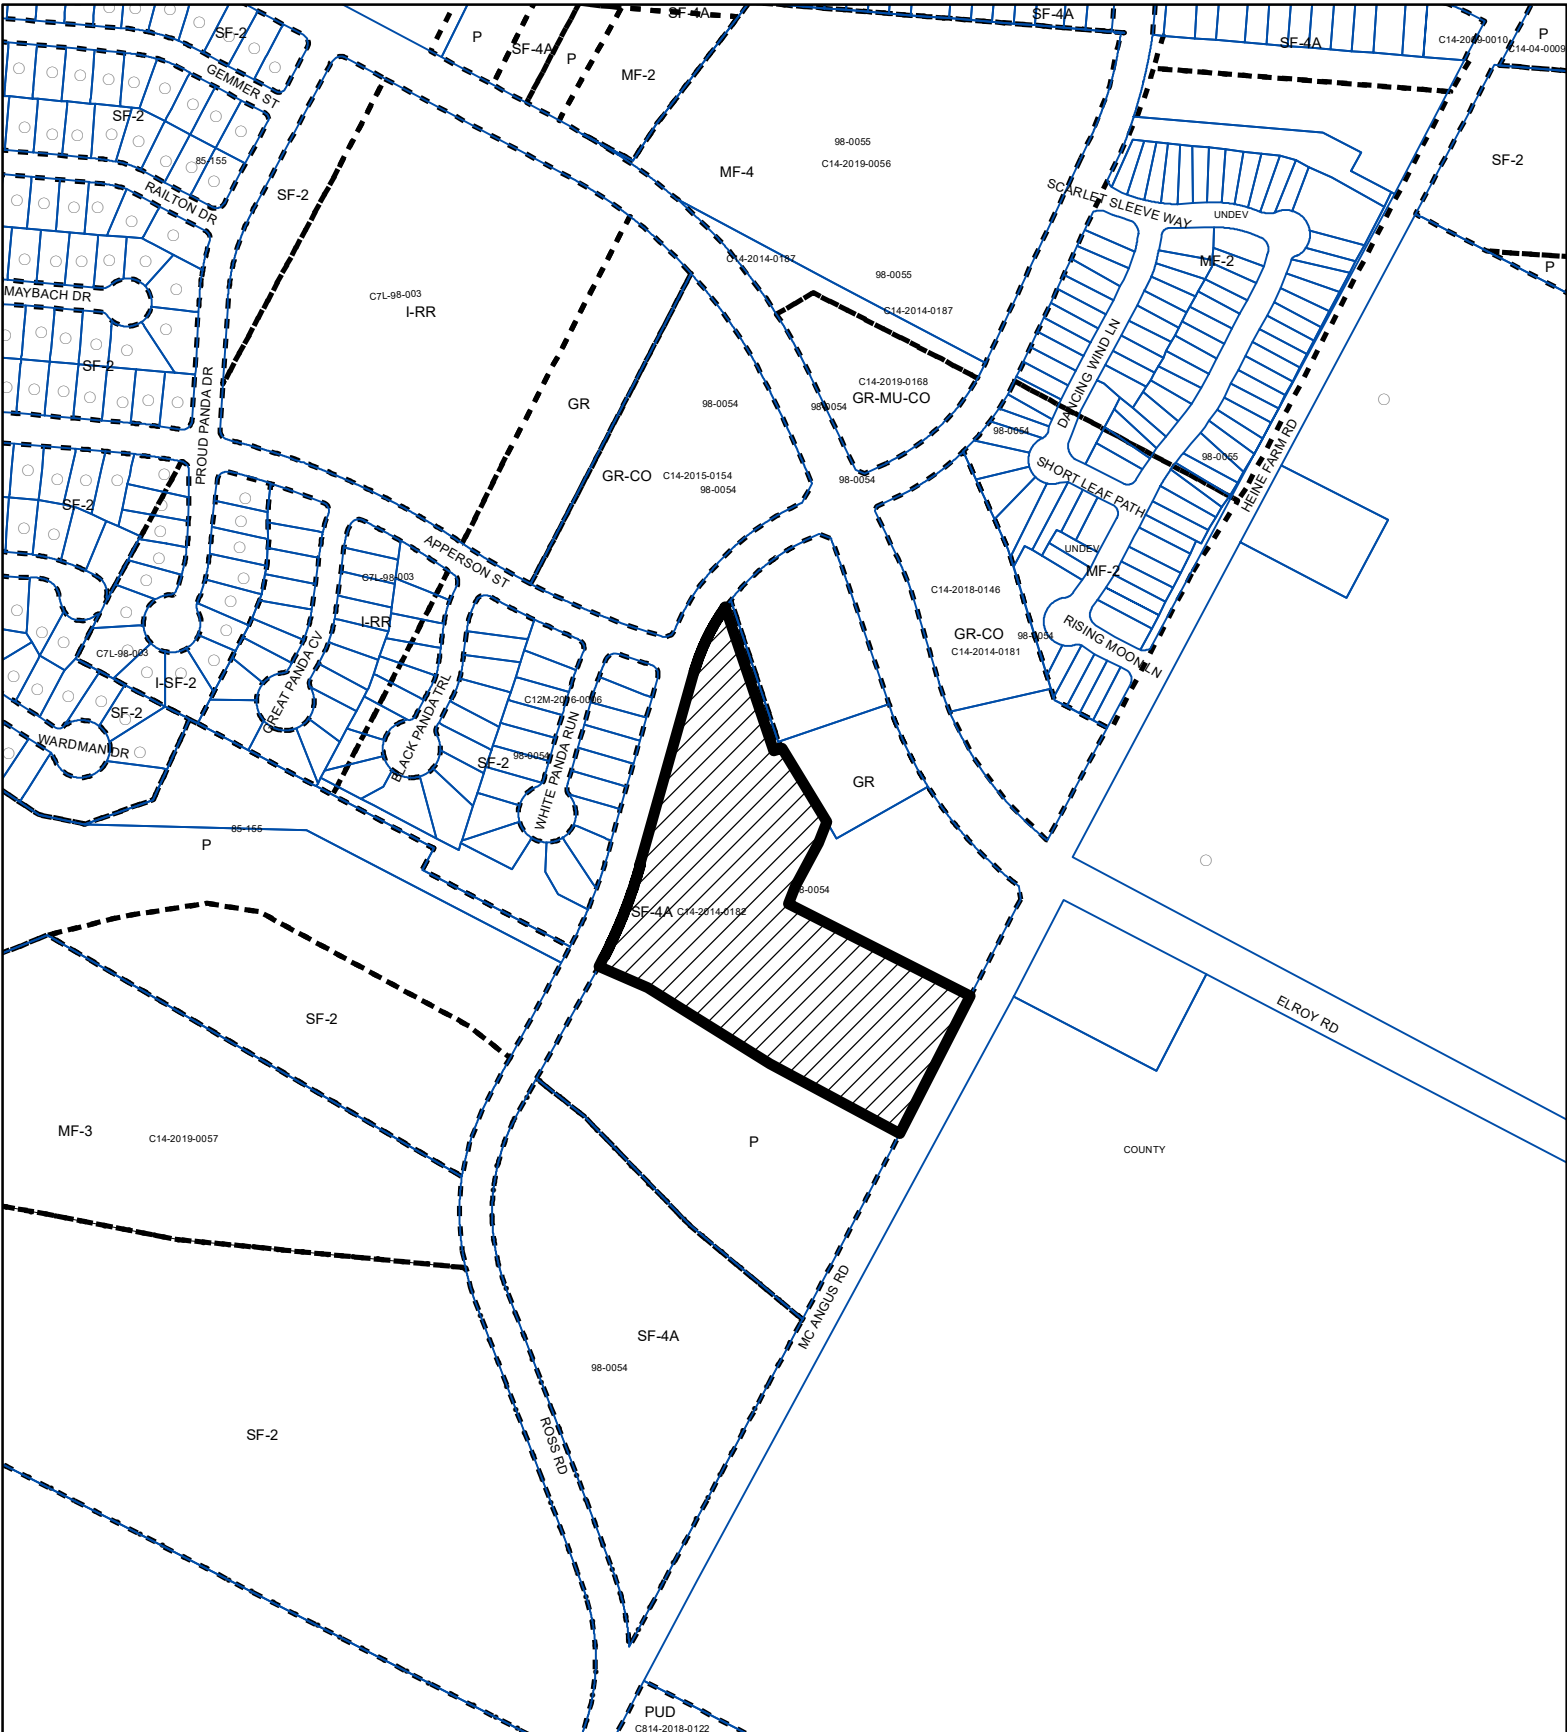 SF-4A
SF-4A
SF-2
P
SF-4A
P
MF-2
SF-4A
C14-2009-0010
P
C14-04-0009
GEMMER ST
SF-2
85-155
98-0055
C14-2019-0056
MF-4
SF-2
RAILTON DR
SF-2
SCARLET SLEEVE WAY
UNDEV
MF-2
C14-2014-0187
98-0055
P
MAYBACH DR
C7L-98-003
I-RR
C14-2014-0187
DANCING WIND LN
SF-2
PROUD PANDA DR
C14-2019-0168
GR-MU-CO
GR
98-0054
98-0054
98-0054
98-0055
HEINE FARM RD
GR-CO
C14-2015-0154
98-0054
98-0054
SHORT LEAF PATH
SF-2
APPERSON ST
UNDEV
MF-2
C7L-98-003
C14-2018-0146
I-RR
GR-CO
98-0054
C14-2014-0181
RISING MOON LN
C7L-98-003
I-SF-2
GREAT PANDA CV
BLACK PANDA TRL
C12M-2016-0006
SF-2
WARDMAN DR
SF-2
98-0054
WHITE PANDA RUN
GR
85-155
P
98-0054
SF-4A
C14-2014-0182
SF-2
ELROY RD
MF-3
C14-2019-0057
P
COUNTY
MC ANGUS RD
SF-4A
98-0054
SF-2
ROSS RD
PUD
C814-2018-0122